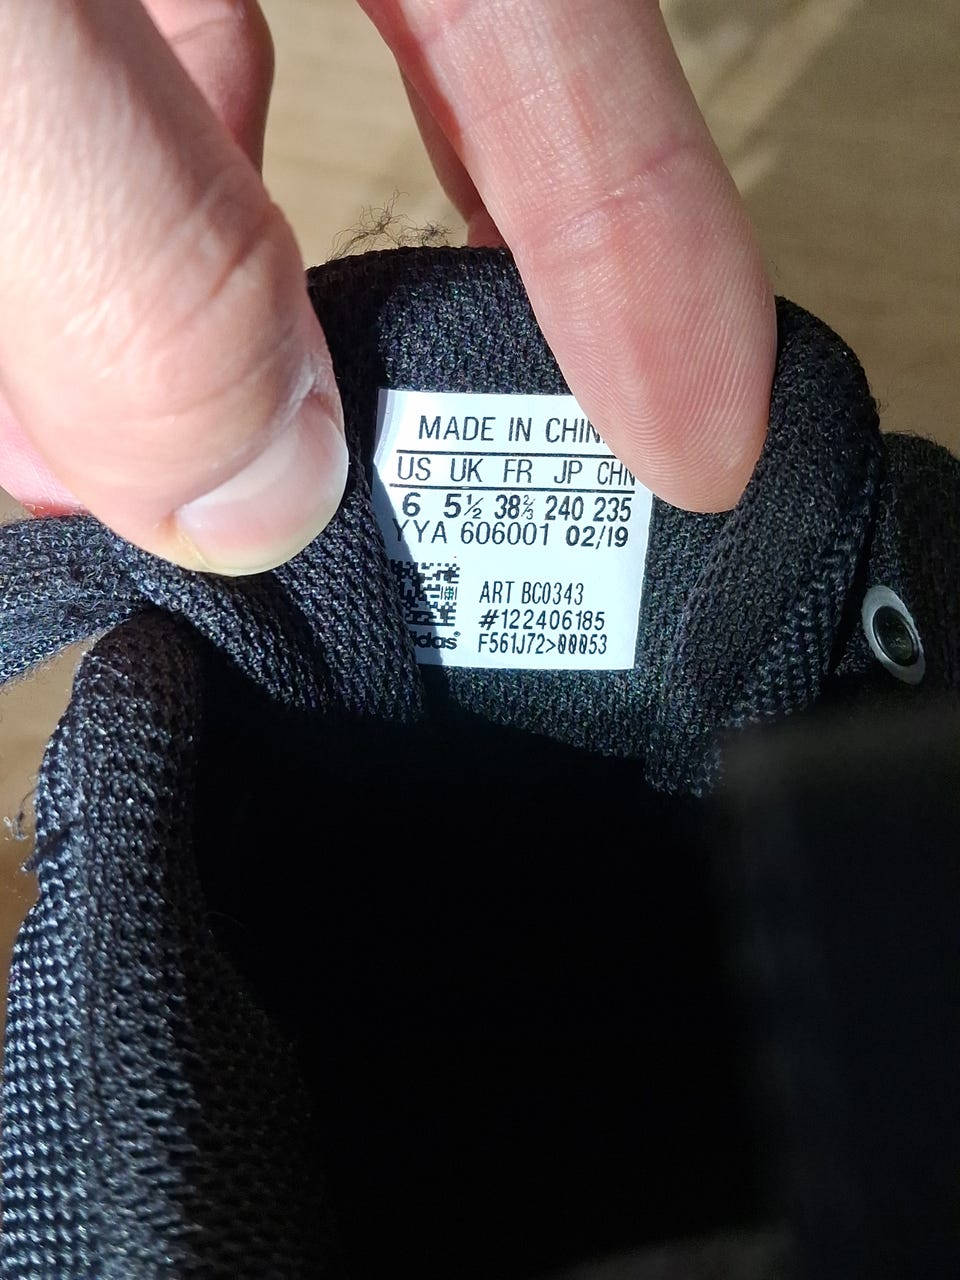 MADE IN CHIN
US UK FR JP CHN
6 5½ 38⅔ 240 235
YYA 606001 02/19
ART BC0343
#122406185
F561J72>00053
didas®